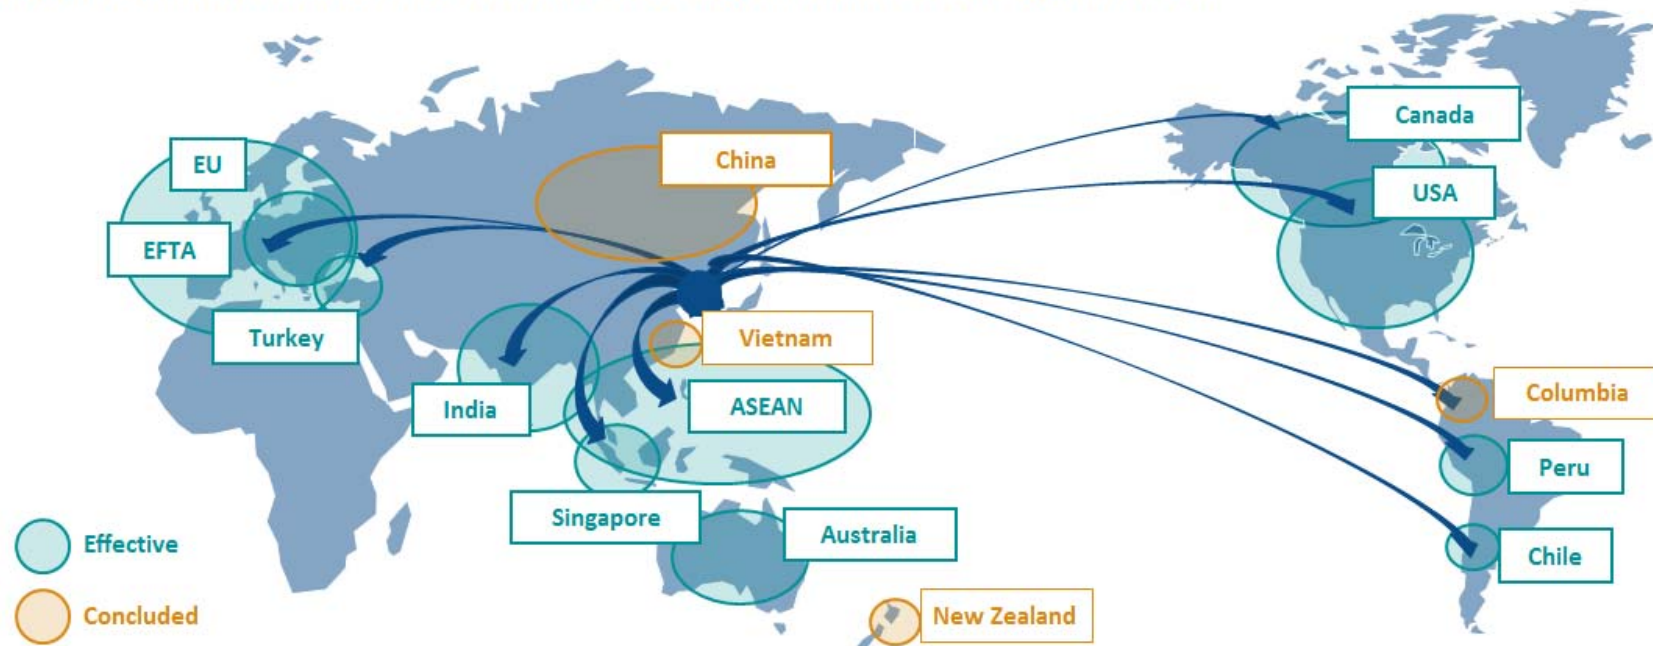 Canada
EU
China
USA
EFTA
Turkey
Vietnam
Columbia
India
ASEAN
Peru
Singapore
Australia
Effective
Chile
Concluded
New Zealand